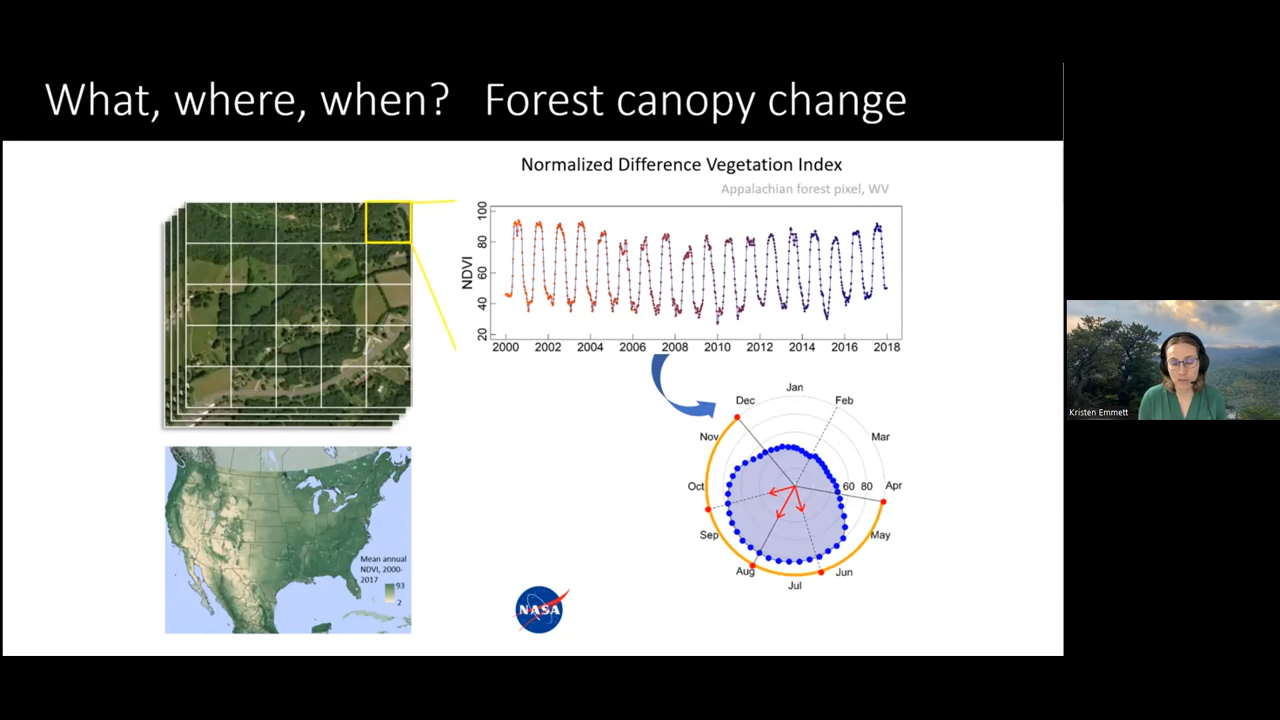 What, where, when? Forest canopy change
Normalized Difference Vegetation Index
Appalachian forest pixel, WV
NDVI
100
80
60
40
20
2000 2002 2004 2006 2008 2010 2012 2014 2016 2018
Jan
Dec Feb
Nov Mar
Oct 60 80 Apr
Sep May
Aug Jun
Jul
Mean annual
NDVI, 2000-
2017
93
2
NASA
Kristen Emmett